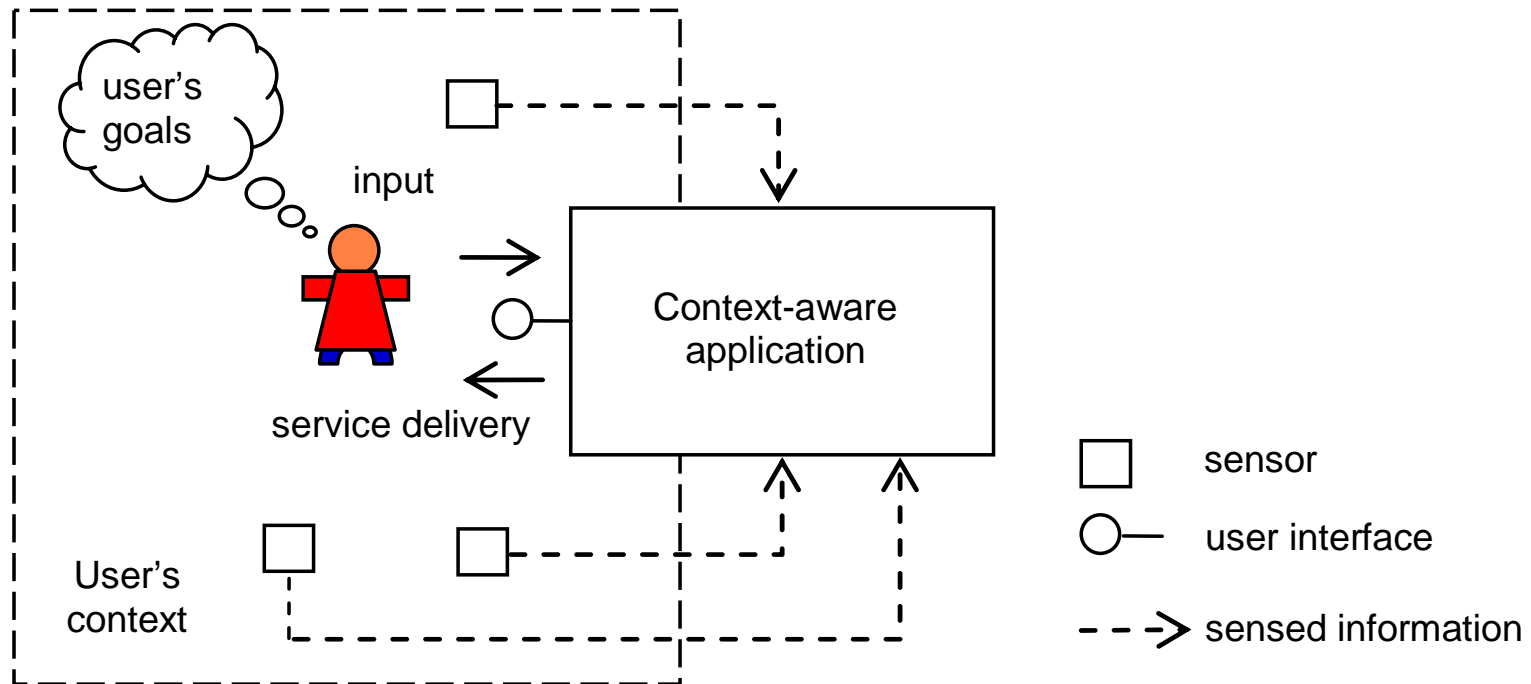 user’s
goals
input
Context-aware
application
service delivery
sensor
user interface
User’s
context
sensed information